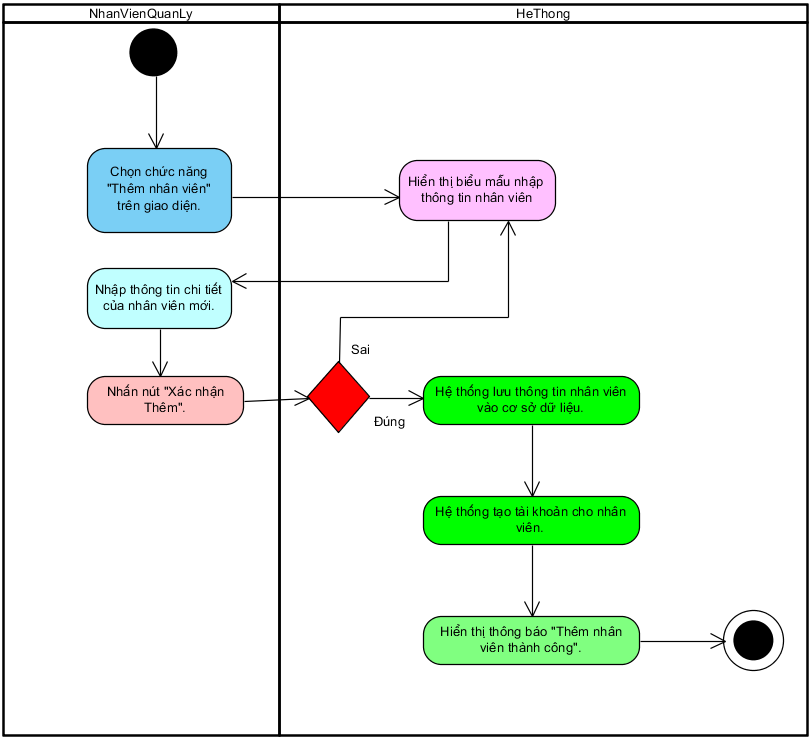 NhanVienQuanLy
HeThong
Chọn chức năng
"Thêm nhân viên"
trên giao diện.
Hiển thị biểu mẫu nhập
thông tin nhân viên
Nhập thông tin chi tiết
của nhân viên mới.
Sai
Nhấn nút "Xác nhận
Thêm".
Đúng
Hệ thống lưu thông tin nhân viên
vào cơ sở dữ liệu.
Hệ thống tạo tài khoản cho nhân
viên.
Hiển thị thông báo "Thêm nhân
viên thành công".